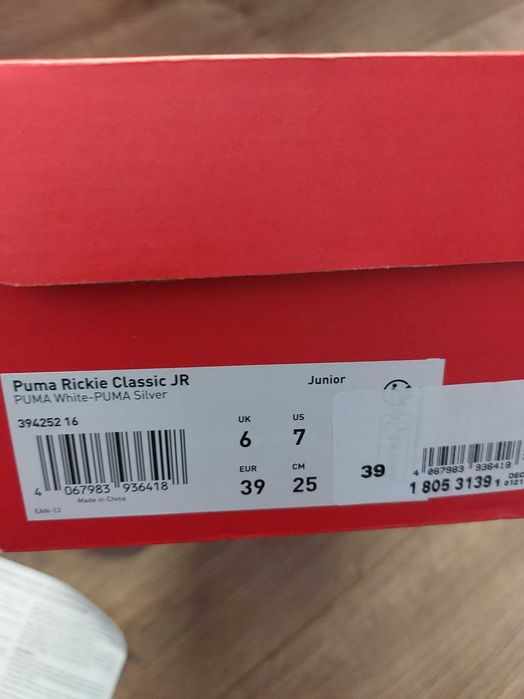 Puma Rickie Classic JR
Junior
PUMA White-PUMA Silver
394252 16
UK
US
6
7
EUR
CM
39
25
4 067983 936418
Made in China
EAN-13
39
4 067983 936418
1 805 3139 1